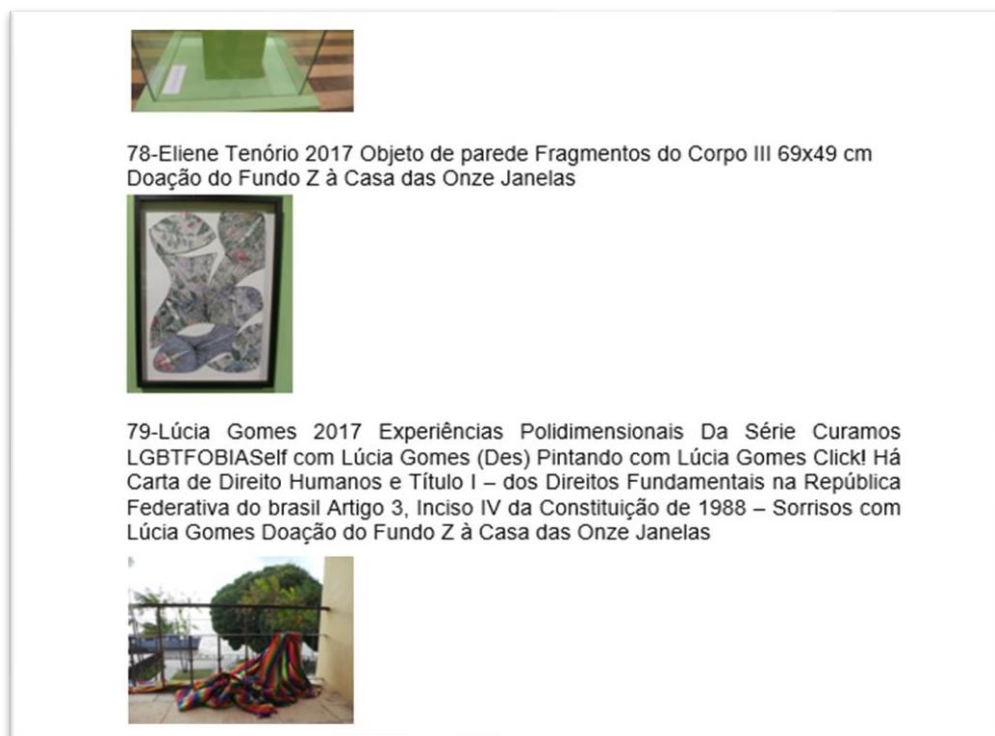 78-Eliene Tenório 2017 Objeto de parede Fragmentos do Corpo III 69x49 cm
Doação do Fundo Z à Casa das Onze Janelas
79-Lúcia Gomes 2017 Experiências Polidimensionais Da Série Curamos
LGBTFOBIASelf com Lúcia Gomes (Des) Pintando com Lúcia Gomes Click! Há
Carta de Direito Humanos e Título I – dos Direitos Fundamentais na República
Federativa do brasil Artigo 3, Inciso IV da Constituição de 1988 – Sorrisos com
Lúcia Gomes Doação do Fundo Z à Casa das Onze Janelas